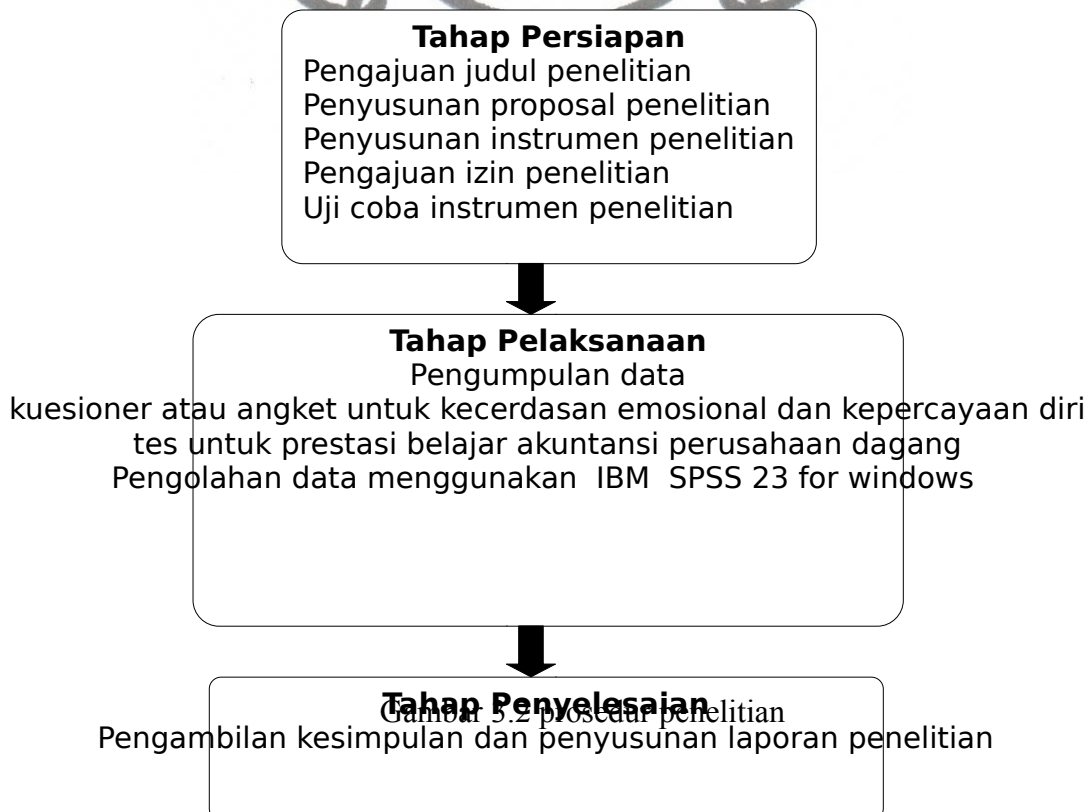 Tahap Persiapan
Pengajuan judul penelitian
Penyusunan proposal penelitian
Penyusunan instrumen penelitian
Pengajuan izin penelitian
Uji coba instrumen penelitian
Tahap Pelaksanaan
Pengumpulan data
kuesioner atau angket untuk kecerdasan emosional dan kepercayaan diri
tes untuk prestasi belajar akuntansi perusahaan dagang
Pengolahan data menggunakan IBM SPSS 23 for windows
Tahap Penyelesaian
Gambar 3.2 prosedur penelitian
Pengambilan kesimpulan dan penyusunan laporan penelitian